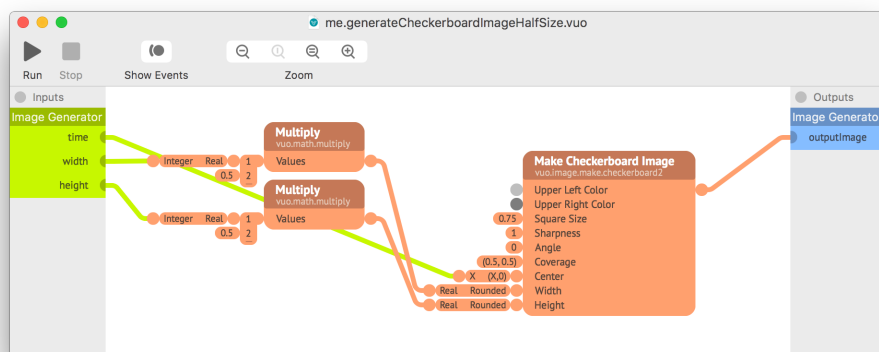 me.generateCheckerboardImageHalfSize.vuo
Run
Stop
Show Events
Zoom
Inputs
Outputs
Image Generator
Image Generato
time
width
height
outputImage
Multiply
vuo.math.multiply
Values
Integer Real
1
0.5
2
...
Multiply
vuo.math.multiply
Values
Integer Real
1
0.5
2
...
Make Checkerboard Image
vuo.image.make.checkerboard2
Upper Left Color
Upper Right Color
0.75 Square Size
1 Sharpness
0 Angle
(0.5, 0.5) Coverage
X (X,0) Center
Real Rounded Width
Real Rounded Height